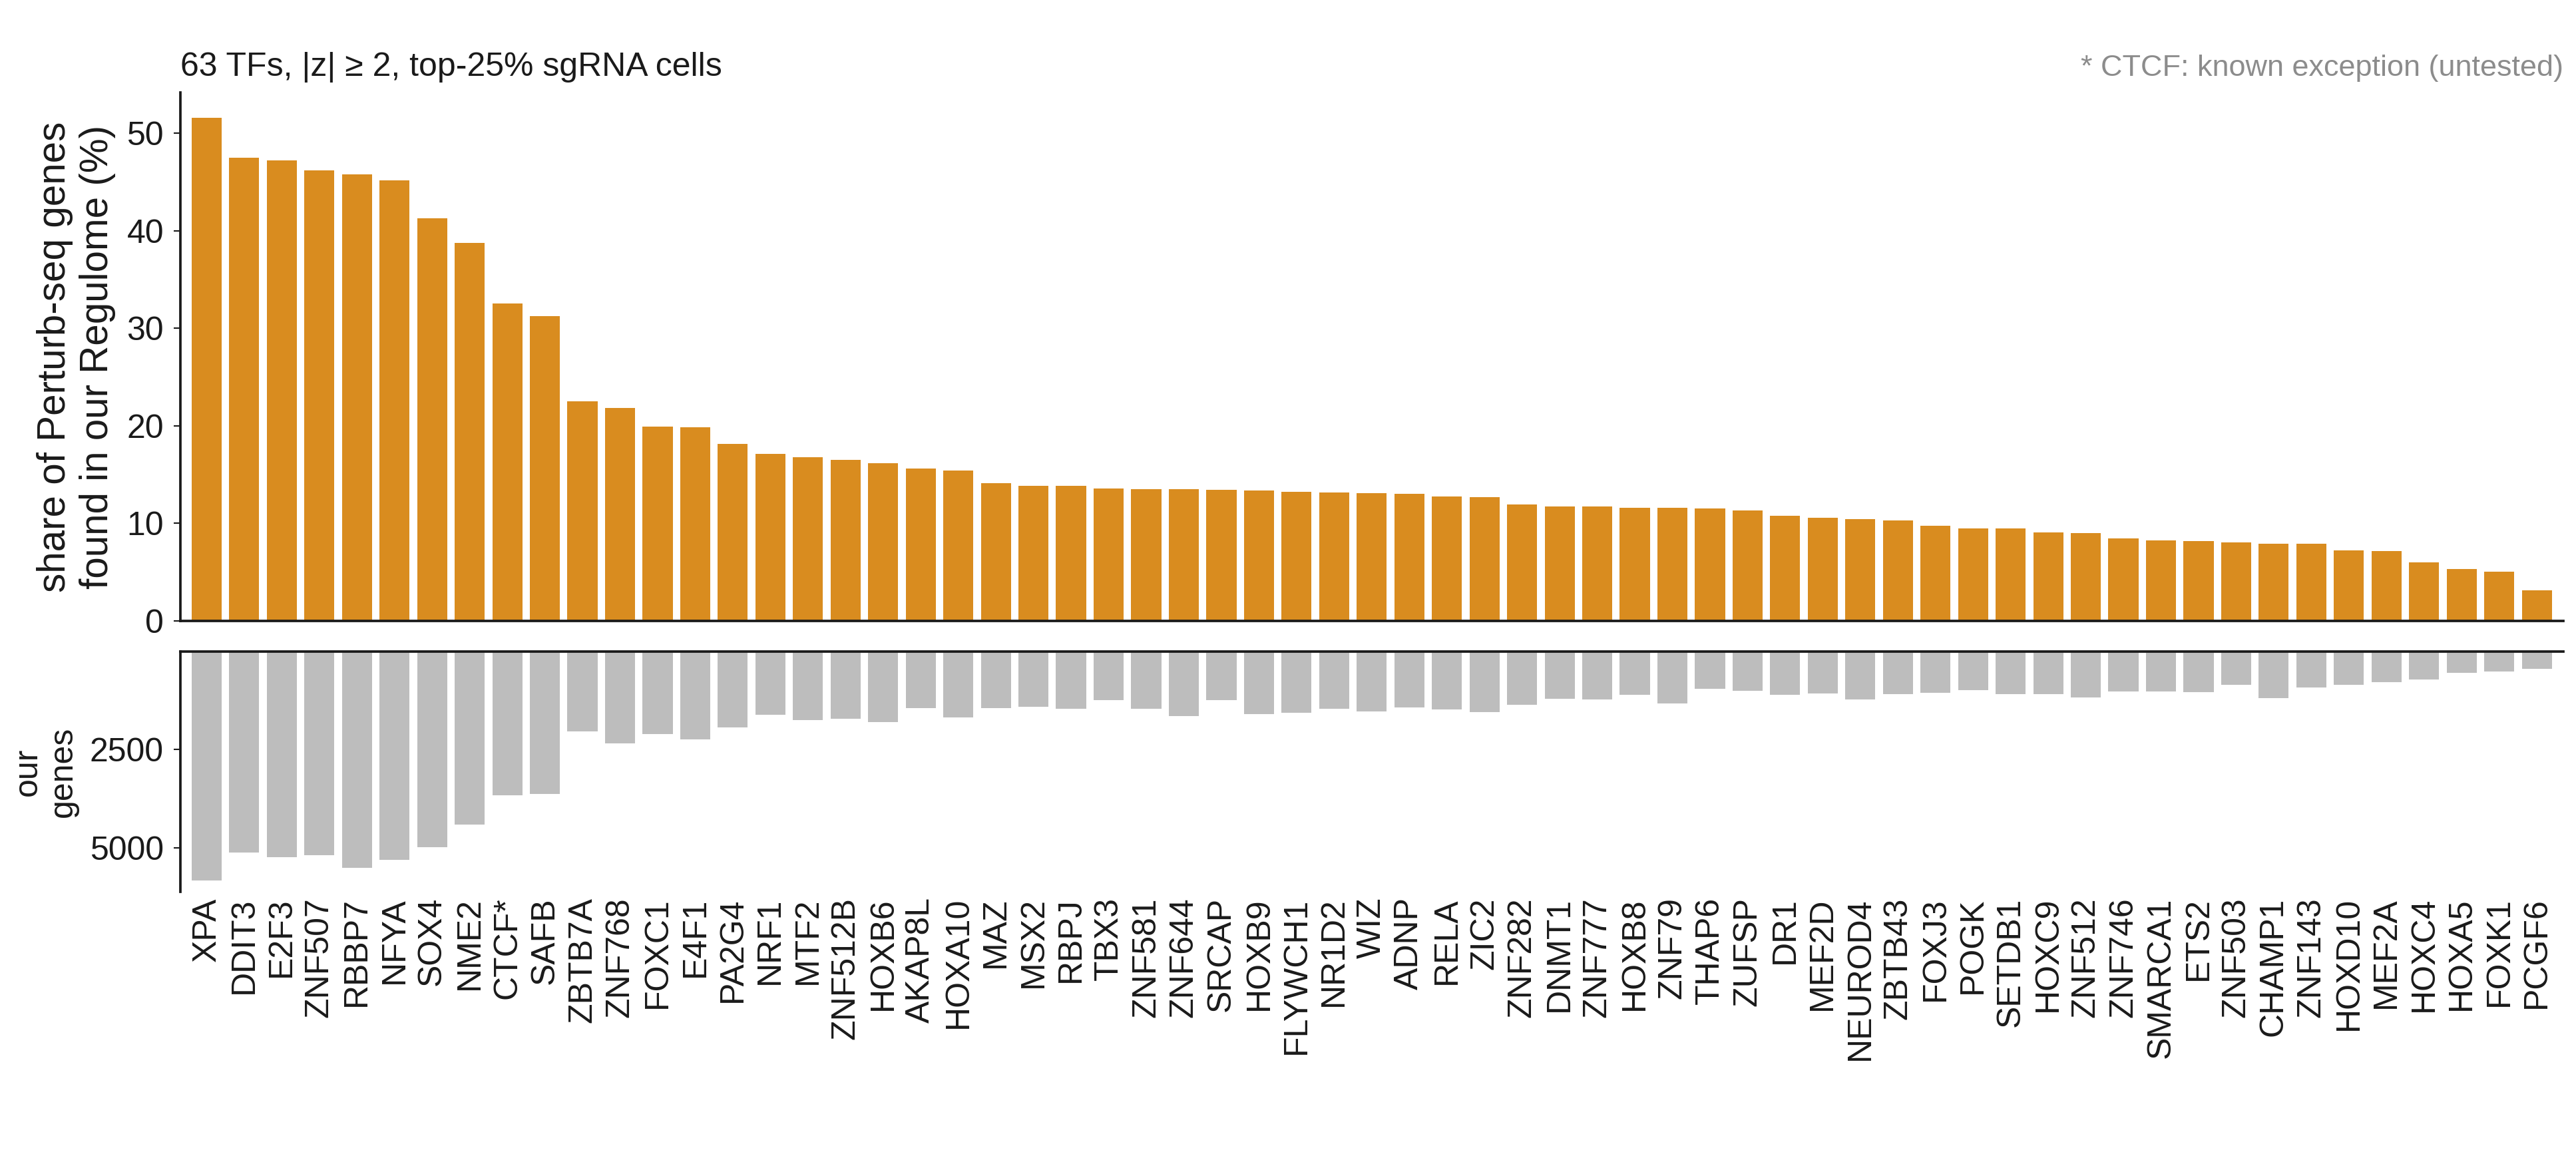 63 TFs, |z| ≥ 2, top-25% sgRNA cells
* CTCF: known exception (untested)
share of Perturb-seq genes
found in our Regulome (%)
50
40
30
20
10
0
our
genes
2500
5000
XPA
DDIT3
E2F3
ZNF507
RBBP7
NFYA
SOX4
NME2
CTCF*
SAFB
ZBTB7A
ZNF768
FOXC1
E4F1
PA2G4
NRF1
MTF2
ZNF512B
HOXB6
AKAP8L
HOXA10
MAZ
MSX2
RBPJ
TBX3
ZNF581
ZNF644
SRCAP
HOXB9
FLYWCH1
NR1D2
WIZ
ADNP
RELA
ZIC2
ZNF282
DNMT1
ZNF777
HOXB8
ZNF79
THAP6
ZUFSP
DR1
MEF2D
NEUROD4
ZBTB43
FOXJ3
POGK
SETDB1
HOXC9
ZNF512
ZNF746
SMARCA1
ETS2
ZNF503
CHAMP1
ZNF143
HOXD10
MEF2A
HOXC4
HOXA5
FOXK1
PCGF6